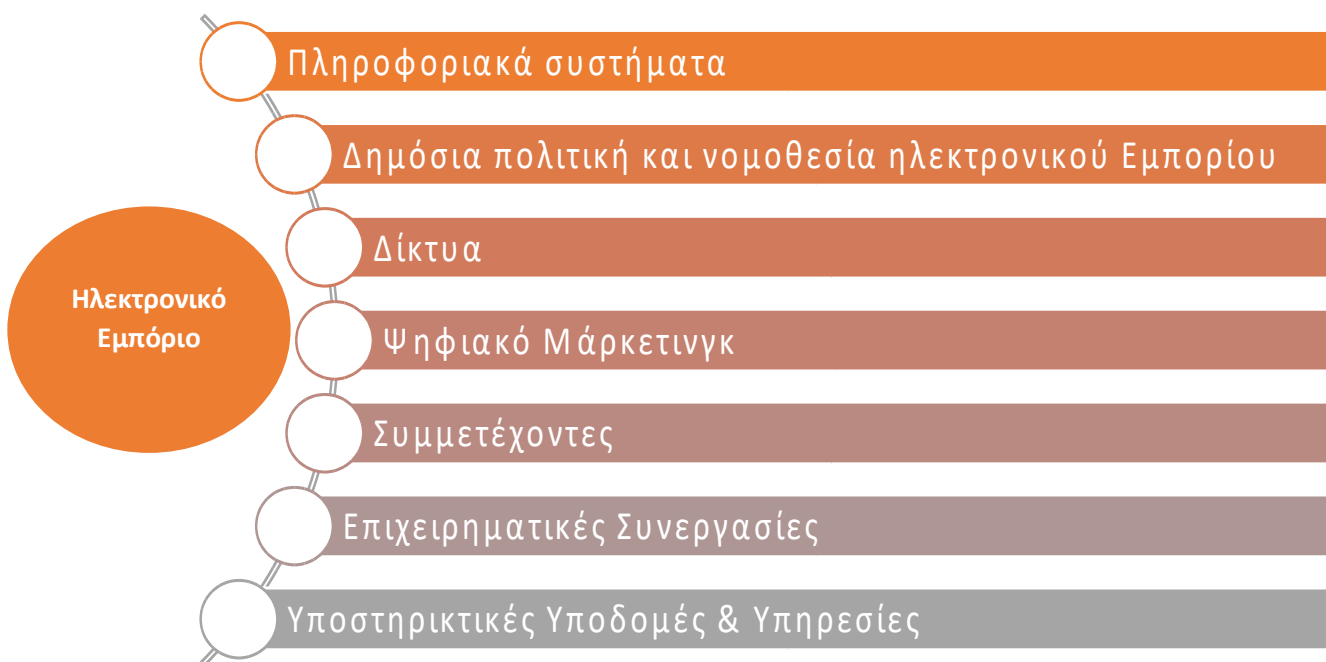 Πληροφοριακά συστήματα
Δημόσια πολιτική και νομοθεσία ηλεκτρονικού Εμπορίου
Δίκτυα
Ηλεκτρονικό
Εμπόριο
Ψηφιακό Μάρκετινγκ
Συμμετέχοντες
Επιχειρηματικές Συνεργασίες
Υποστηρικτικές Υποδομές & Υπηρεσίες